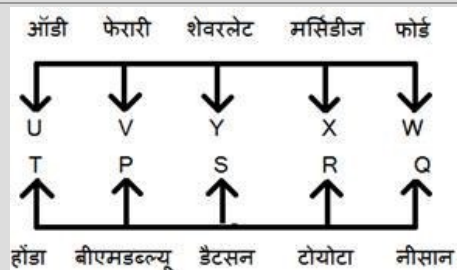 ऑडी फेरारी शेवरलेट मर्सिडीज फोर्ड
U V Y X W
T P S R Q
होंडा बीएमडब्ल्यू डैटसन टोयोटा नीसान